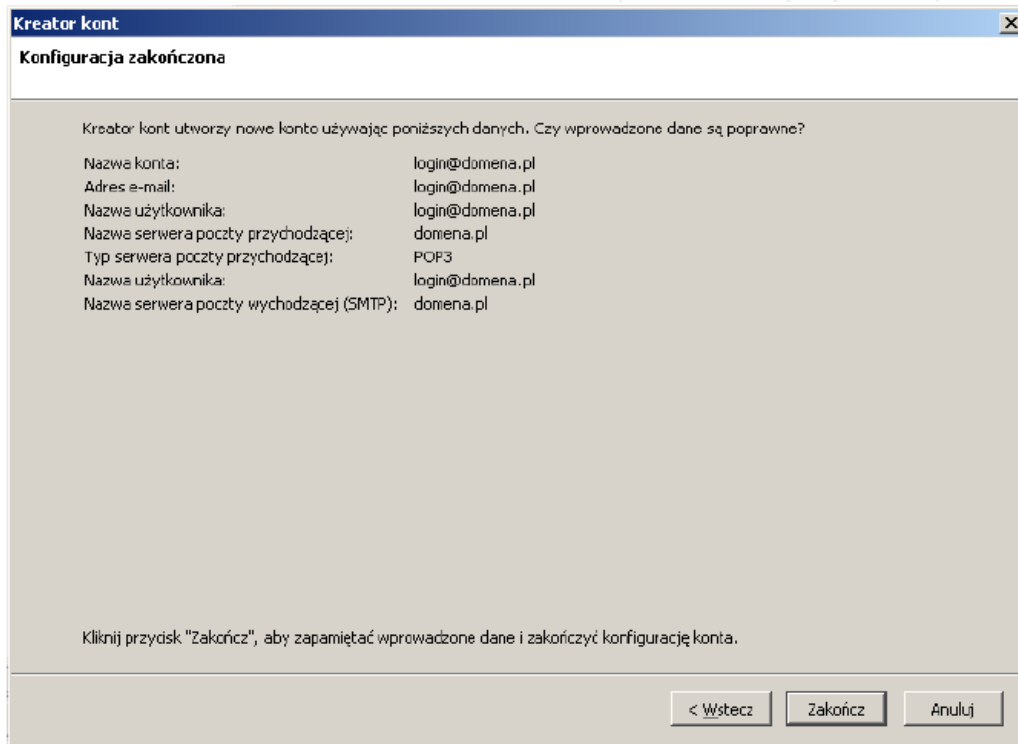 Kreator kont
Konfiguracja zakończona
Kreator kont utworzy nowe konto używając poniższych danych. Czy wprowadzone dane są poprawne?
Nazwa konta: login@domena.pl
Adres e-mail: login@domena.pl
Nazwa użytkownika: login@domena.pl
Nazwa serwera poczty przychodzącej: domena.pl
Typ serwera poczty przychodzącej: POP3
Nazwa użytkownika: login@domena.pl
Nazwa serwera poczty wychodzącej (SMTP): domena.pl
Kliknij przycisk "Zakończ", aby zapamiętać wprowadzone dane i zakończyć konfigurację konta.
< Wstecz Zakończ Anuluj